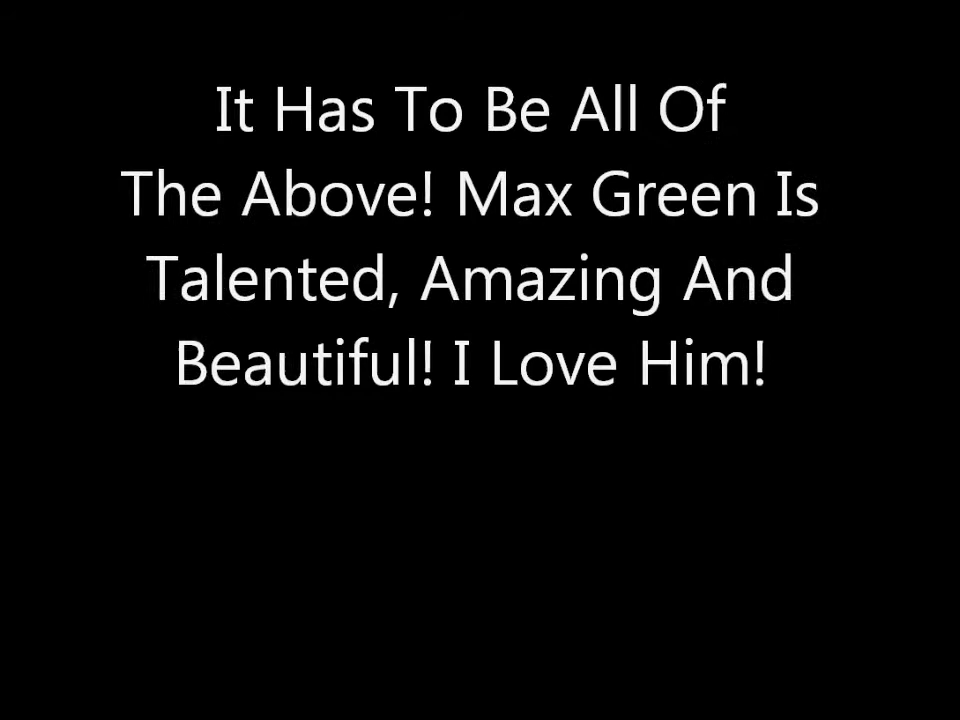 It Has To Be All Of
The Above! Max Green Is
Talented, Amazing And
Beautiful! I Love Him!